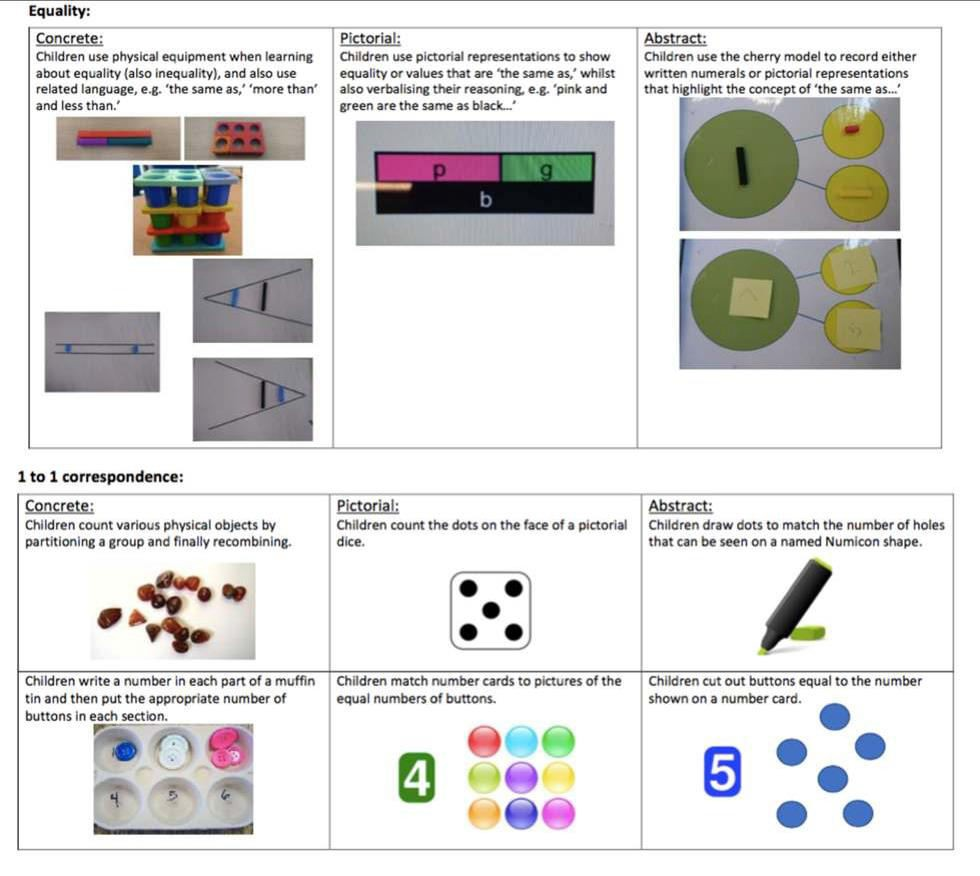 Equality:
Concrete:
Children use physical equipment when learning
about equality (also inequality), and also use
related language, e.g. ‘the same as,’ ‘more than’
and less than.’
Pictorial:
Children use pictorial representations to show
equality or values that are ‘the same as,’ whilst
also verbalising their reasoning, e.g. ‘pink and
green are the same as black...’
p
g
b
Abstract:
Children use the cherry model to record either
written numerals or pictorial representations
that highlight the concept of ‘the same as...’
7
2
5
1 to 1 correspondence:
Concrete:
Children count various physical objects by
partitioning a group and finally recombining.
Pictorial:
Children count the dots on the face of a pictorial
dice.
Abstract:
Children draw dots to match the number of holes
that can be seen on a named Numicon shape.
Children write a number in each part of a muffin
tin and then put the appropriate number of
buttons in each section.
4 5 6
Children match number cards to pictures of the
equal numbers of buttons.
4
Children cut out buttons equal to the number
shown on a number card.
5